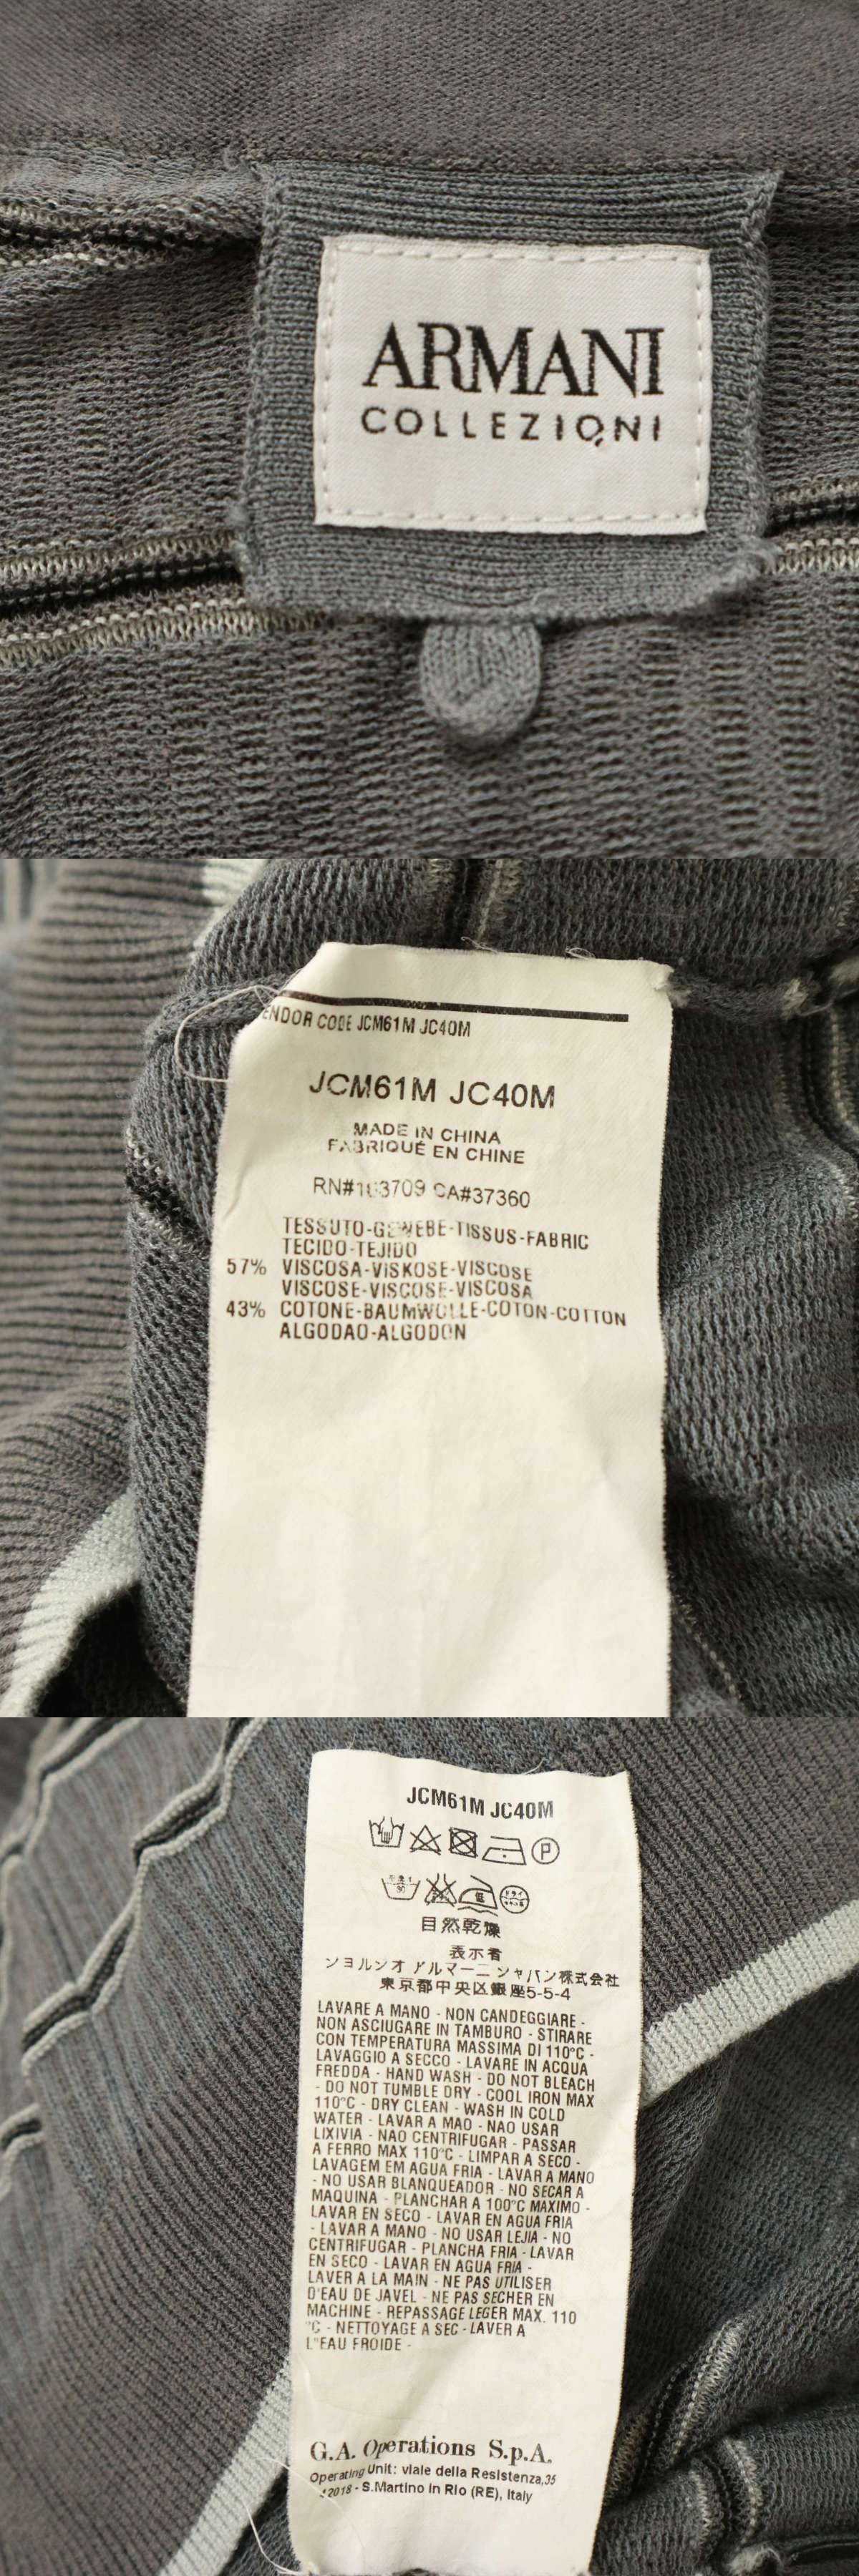 ARMANI
COLLEZIONI
ENDOR CODE JCM61M JC40M
JCM61M JC40M
MADE IN CHINA
FABRIQUÉ EN CHINE
RN#103709 CA#37360
TESSUTO-GEWEBE-TISSUS-FABRIC
TECIDO-TEJIDO
57% VISCOSA-VISKOSE-VISCOSE
VISCOSE-VISCOSE-VISCOSA
43% COTONE-BAUMWOLLE-COTON-COTTON
ALGODAO-ALGODON
JCM61M JC40M
P
自然乾燥
表示者
ンヨルンオ アルマーニ ンャパン株式会社
東京都中央区銀座5-5-4
LAVARE A MANO - NON CANDEGGIARE -
NON ASCIUGARE IN TAMBURO - STIRARE
CON TEMPERATURA MASSIMA DI 110°C -
LAVAGGIO A SECCO - LAVARE IN ACQUA
FREDDA - HAND WASH - DO NOT BLEACH
- DO NOT TUMBLE DRY - COOL IRON MAX
110°C - DRY CLEAN - WASH IN COLD
WATER - LAVAR A MAO - NAO USAR
LIXIVIA - NAO CENTRIFUGAR - PASSAR
A FERRO MAX 110°C - LIMPAR A SECO -
LAVAGEM EM AGUA FRIA - LAVAR A MANO
- NO USAR BLANQUEADOR - NO SECAR A
MAQUINA - PLANCHAR A 100°C MAXIMO -
LAVAR EN SECO - LAVAR EN AGUA FRIA
- LAVAR A MANO - NO USAR LEJIA - NO
CENTRIFUGAR - PLANCHA FRIA - LAVAR
EN SECO - LAVAR EN AGUA FRIA -
LAVER A LA MAIN - NE PAS UTILISER
D'EAU DE JAVEL - NE PAS SECHER EN
MACHINE - REPASSAGE LEGER MAX. 110
°C - NETTOYAGE A SEC - LAVER A
L"EAU FROIDE -
G.A. Operations S.p.A.
Operating Unit: viale della Resistenza,35
42018 - S.Martino in Rio (RE), Italy